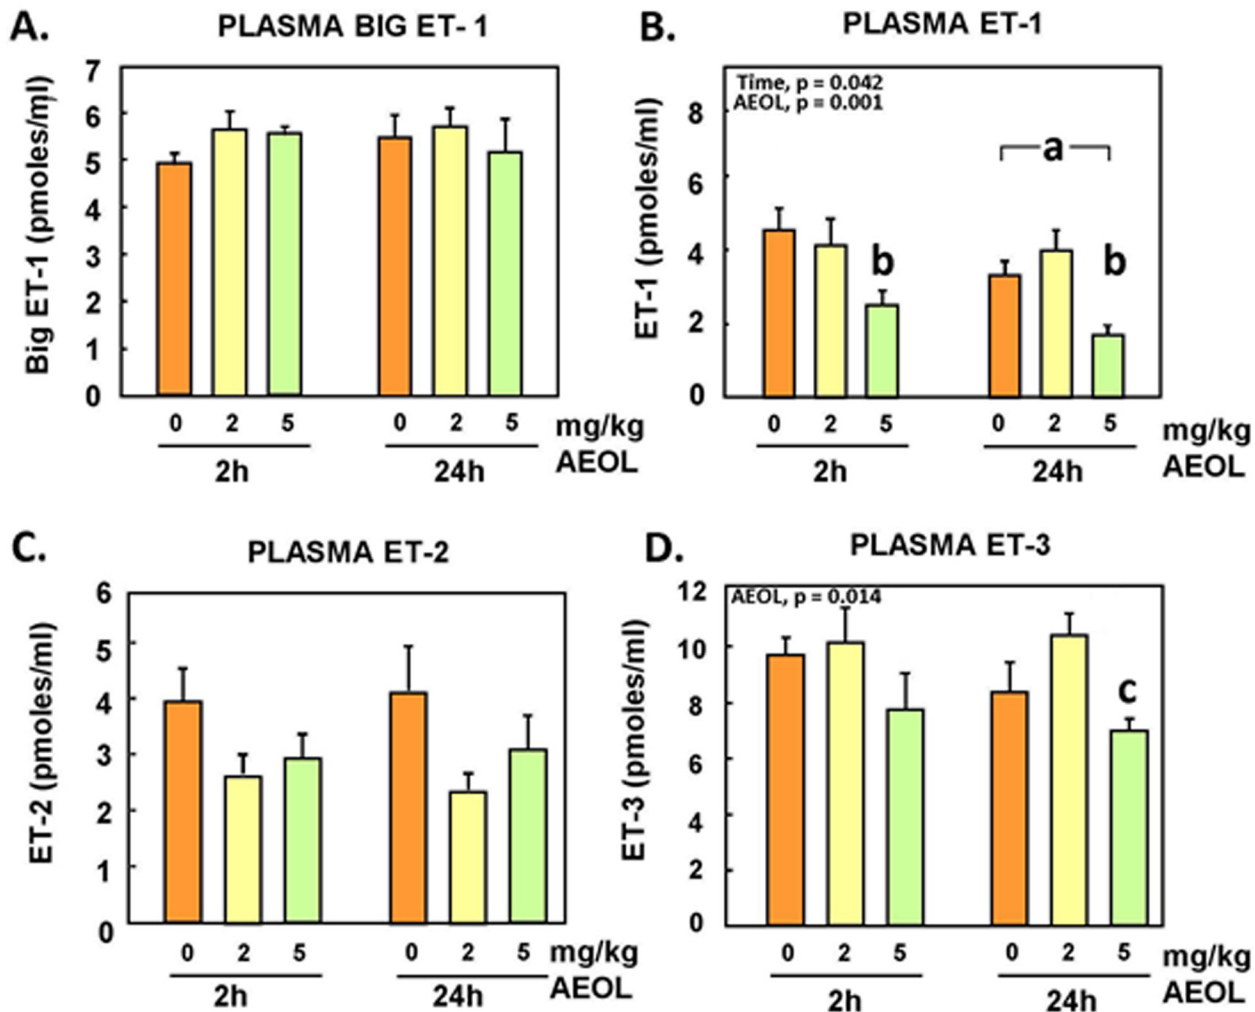 A.
PLASMA BIG ET- 1
Big ET-1 (pmoles/ml)
7
6
5
4
3
2
1
0
0 2 5 0 2 5 mg/kg
2h 24h AEOL
B.
PLASMA ET-1
Time, p = 0.042
AEOL, p = 0.001
ET-1 (pmoles/ml)
8
6
4
2
0
a
b b
0 2 5 0 2 5 mg/kg
2h 24h AEOL
C.
PLASMA ET-2
ET-2 (pmoles/ml)
6
5
4
3
2
1
0
0 2 5 0 2 5 mg/kg
2h 24h AEOL
D.
PLASMA ET-3
AEOL, p = 0.014
ET-3 (pmoles/ml)
12
10
8
6
4
2
0
c
0 2 5 0 2 5 mg/kg
2h 24h AEOL